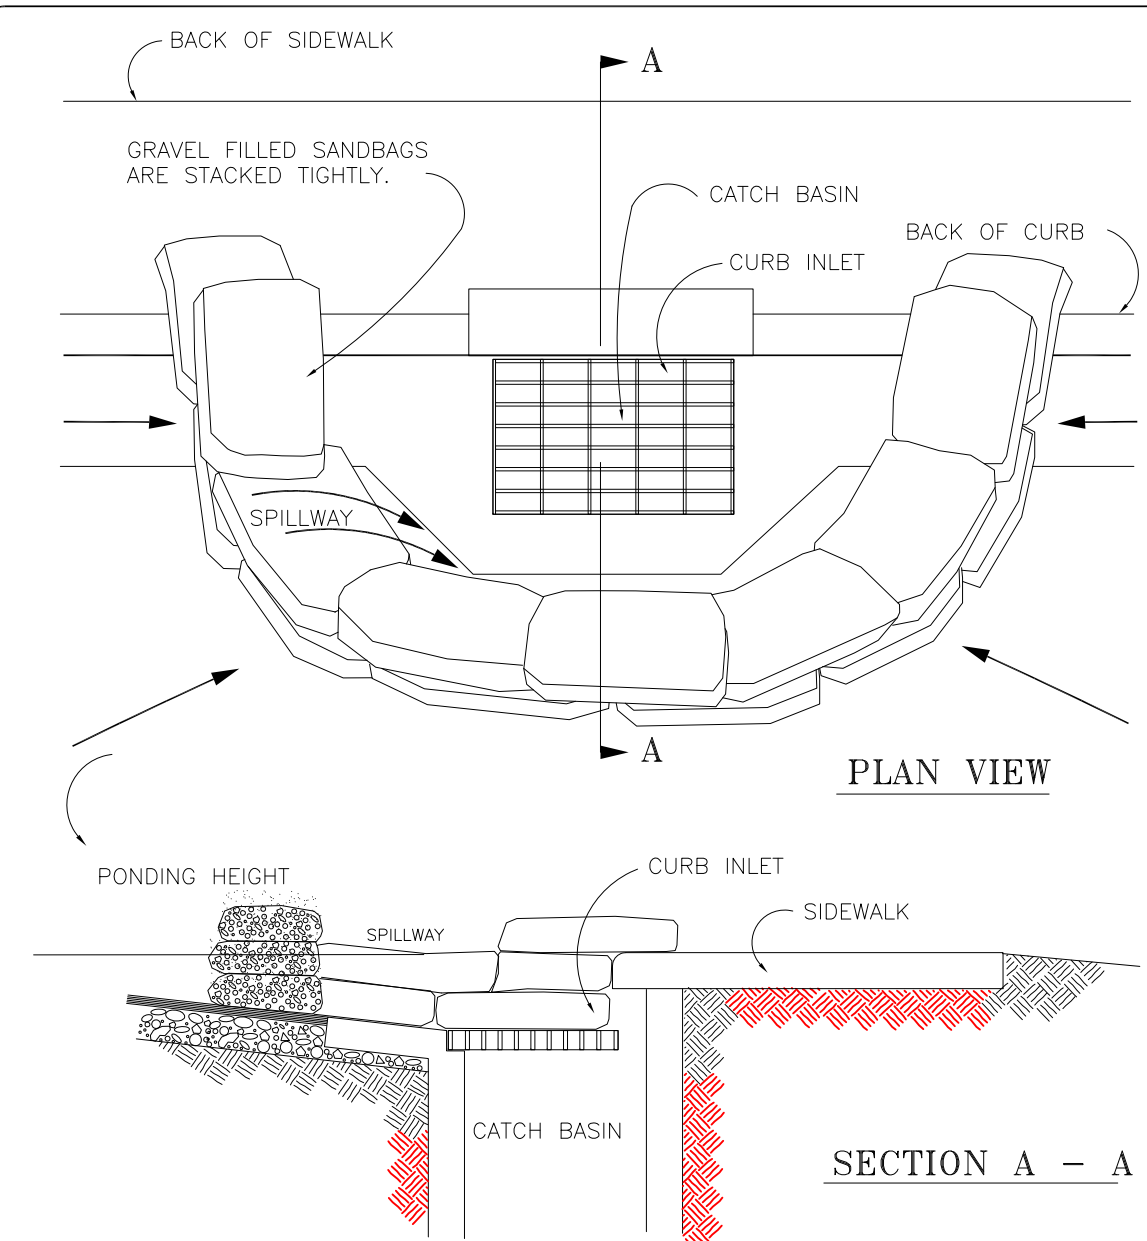 BACK OF SIDEWALK
A
GRAVEL FILLED SANDBAGS
ARE STACKED TIGHTLY.
CATCH BASIN
BACK OF CURB
CURB INLET
SPILLWAY
A
PLAN VIEW
PONDING HEIGHT
CURB INLET
SIDEWALK
SPILLWAY
CATCH BASIN
SECTION A - A